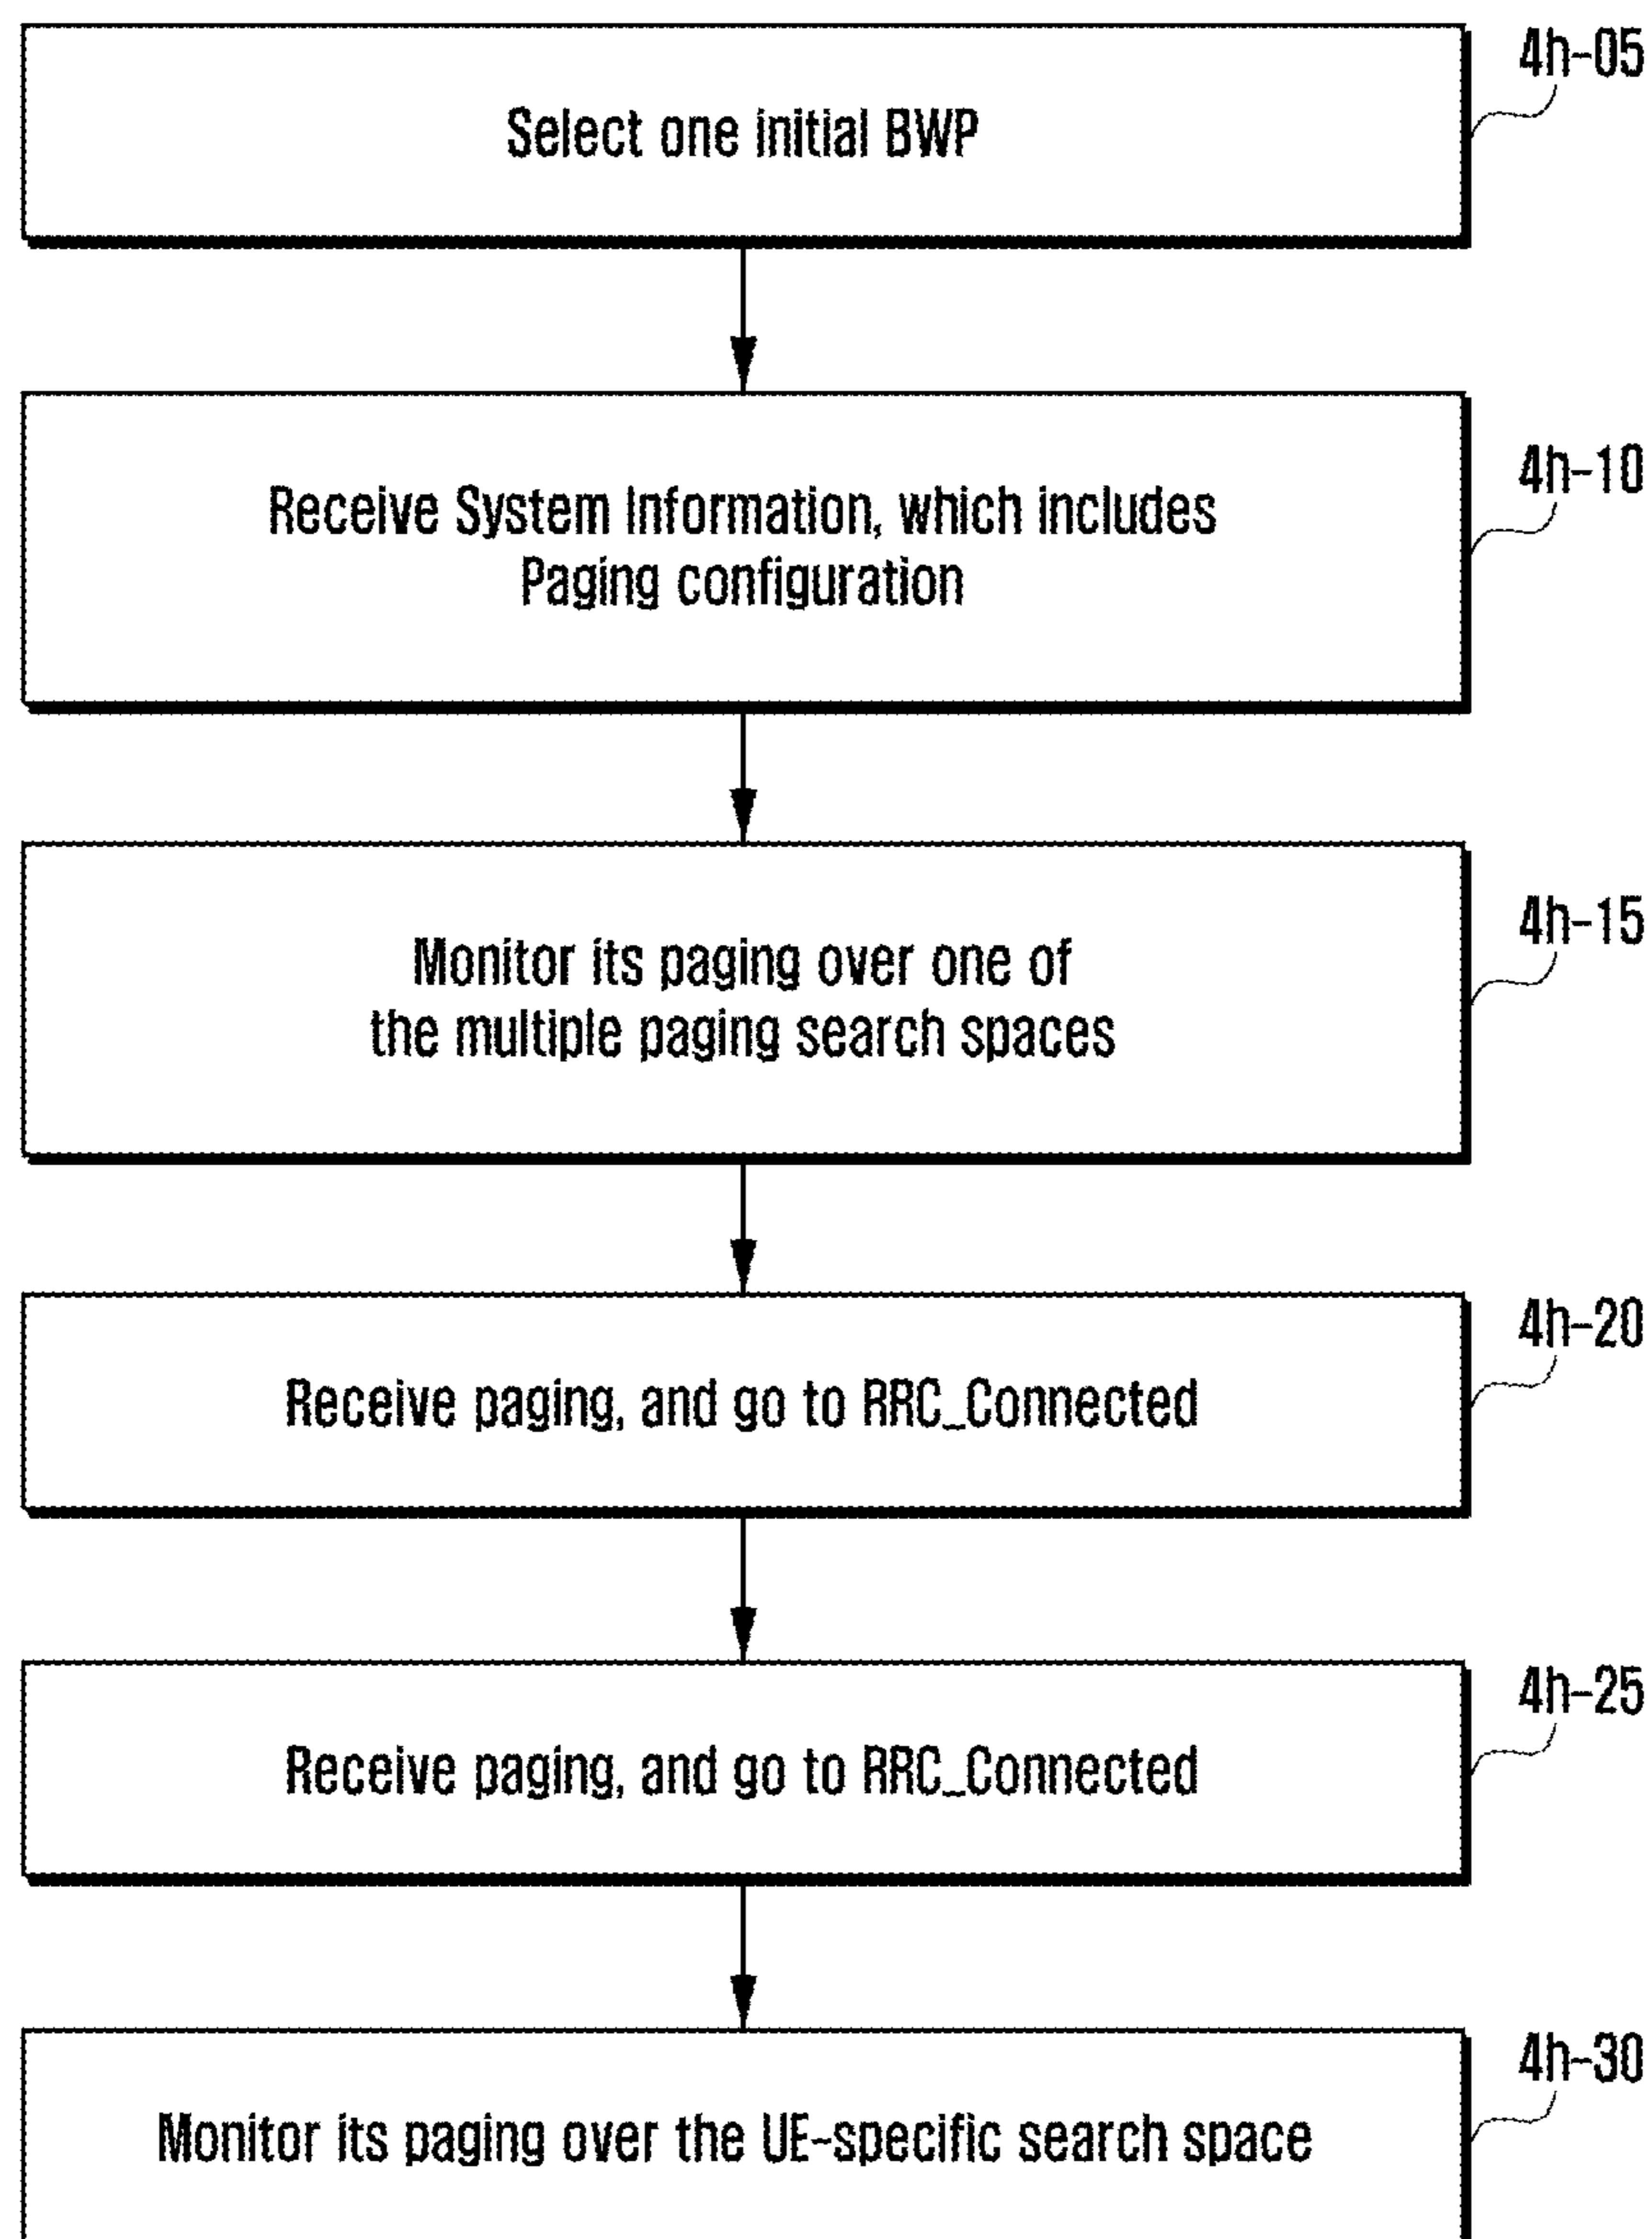 4h-05
Select one initial BWP
4h-10
Receive System Information, which includes
Paging configuration
4h-15
Monitor its paging over one of
the multiple paging search spaces
4h-20
Receive paging, and go to RRC_Connected
4h-25
Receive paging, and go to RRC_Connected
4h-30
Monitor its paging over the UE-specific search space